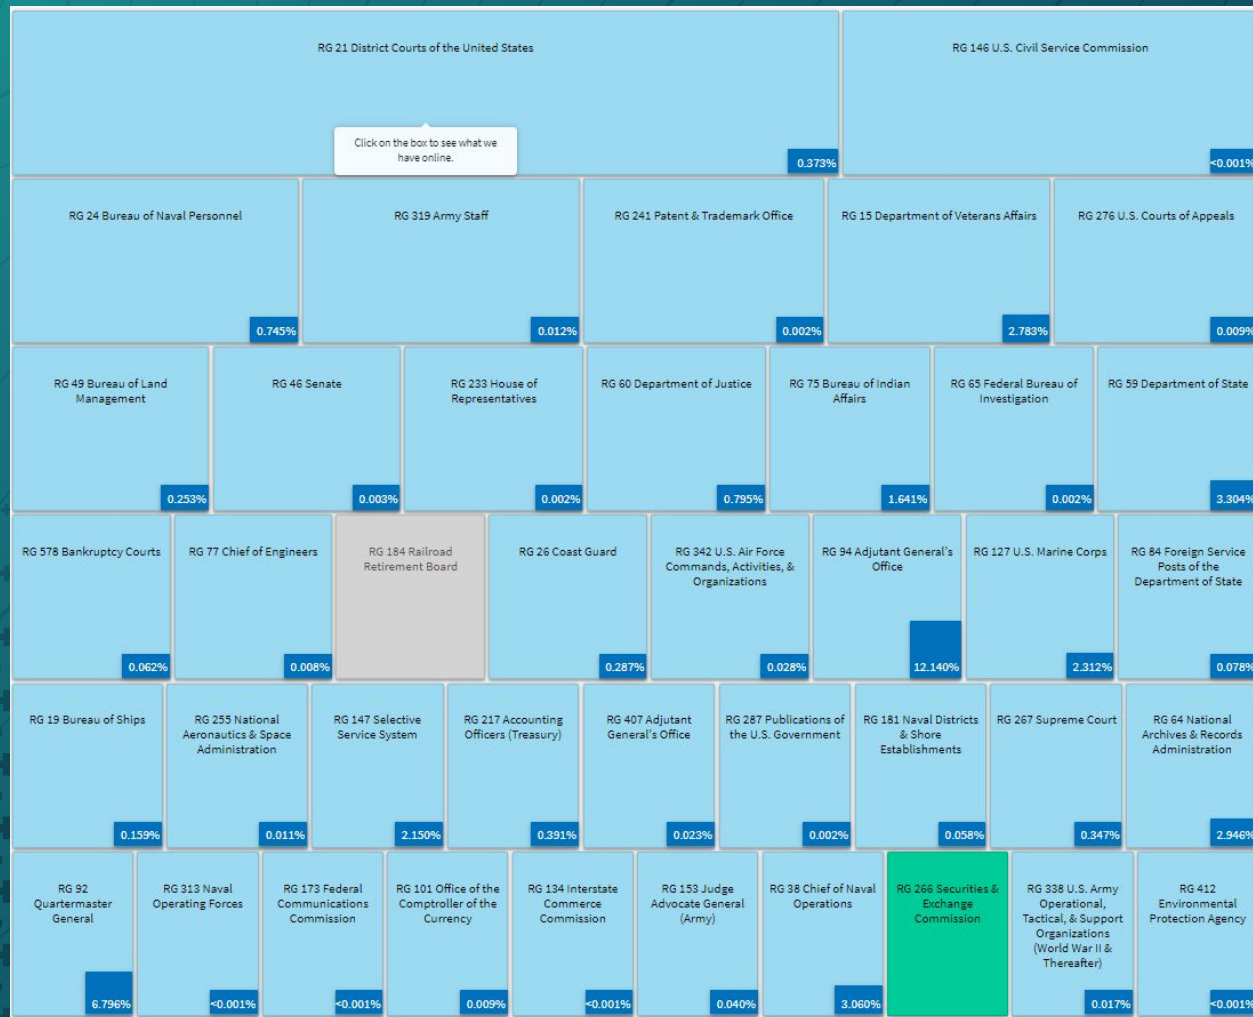 RG 21 District Courts of the United States
RG 146 U.S. Civil Service Commission
Click on the box to see what we
have online.
0.373%
<0.001%
RG 24 Bureau of Naval Personnel
RG 319 Army Staff
RG 241 Patent & Trademark Office
RG 15 Department of Veterans Affairs
RG 276 U.S. Courts of Appeals
0.745%
0.012%
0.002%
2.783%
0.009%
RG 49 Bureau of Land
Management
RG 46 Senate
RG 233 House of
Representatives
RG 60 Department of Justice
RG 75 Bureau of Indian
Affairs
RG 65 Federal Bureau of
Investigation
RG 59 Department of State
0.253%
0.003%
0.002%
0.795%
1.641%
0.002%
3.304%
RG 578 Bankruptcy Courts
RG 77 Chief of Engineers
RG 184 Railroad
Retirement Board
RG 26 Coast Guard
RG 342 U.S. Air Force
Commands, Activities, &
Organizations
RG 94 Adjutant General's
Office
RG 127 U.S. Marine Corps
RG 84 Foreign Service
Posts of the
Department of State
0.062%
0.008%
0.287%
0.028%
12.140%
2.312%
0.078%
RG 19 Bureau of Ships
RG 255 National
Aeronautics & Space
Administration
RG 147 Selective
Service System
RG 217 Accounting
Officers (Treasury)
RG 407 Adjutant
General's Office
RG 287 Publications of
the U.S. Government
RG 181 Naval Districts
& Shore
Establishments
RG 267 Supreme Court
RG 64 National
Archives & Records
Administration
0.159%
0.011%
2.150%
0.391%
0.023%
0.002%
0.058%
0.347%
2.946%
RG 92
Quartermaster
General
RG 313 Naval
Operating Forces
RG 173 Federal
Communications
Commission
RG 101 Office of the
Comptroller of the
Currency
RG 134 Interstate
Commerce
Commission
RG 153 Judge
Advocate General
(Army)
RG 38 Chief of Naval
Operations
RG 266 Securities &
Exchange
Commission
RG 338 U.S. Army
Operational,
Tactical, & Support
Organizations
(World War II &
Thereafter)
RG 412
Environmental
Protection Agency
6.796%
<0.001%
<0.001%
0.009%
<0.001%
0.040%
3.060%
0.017%
<0.001%